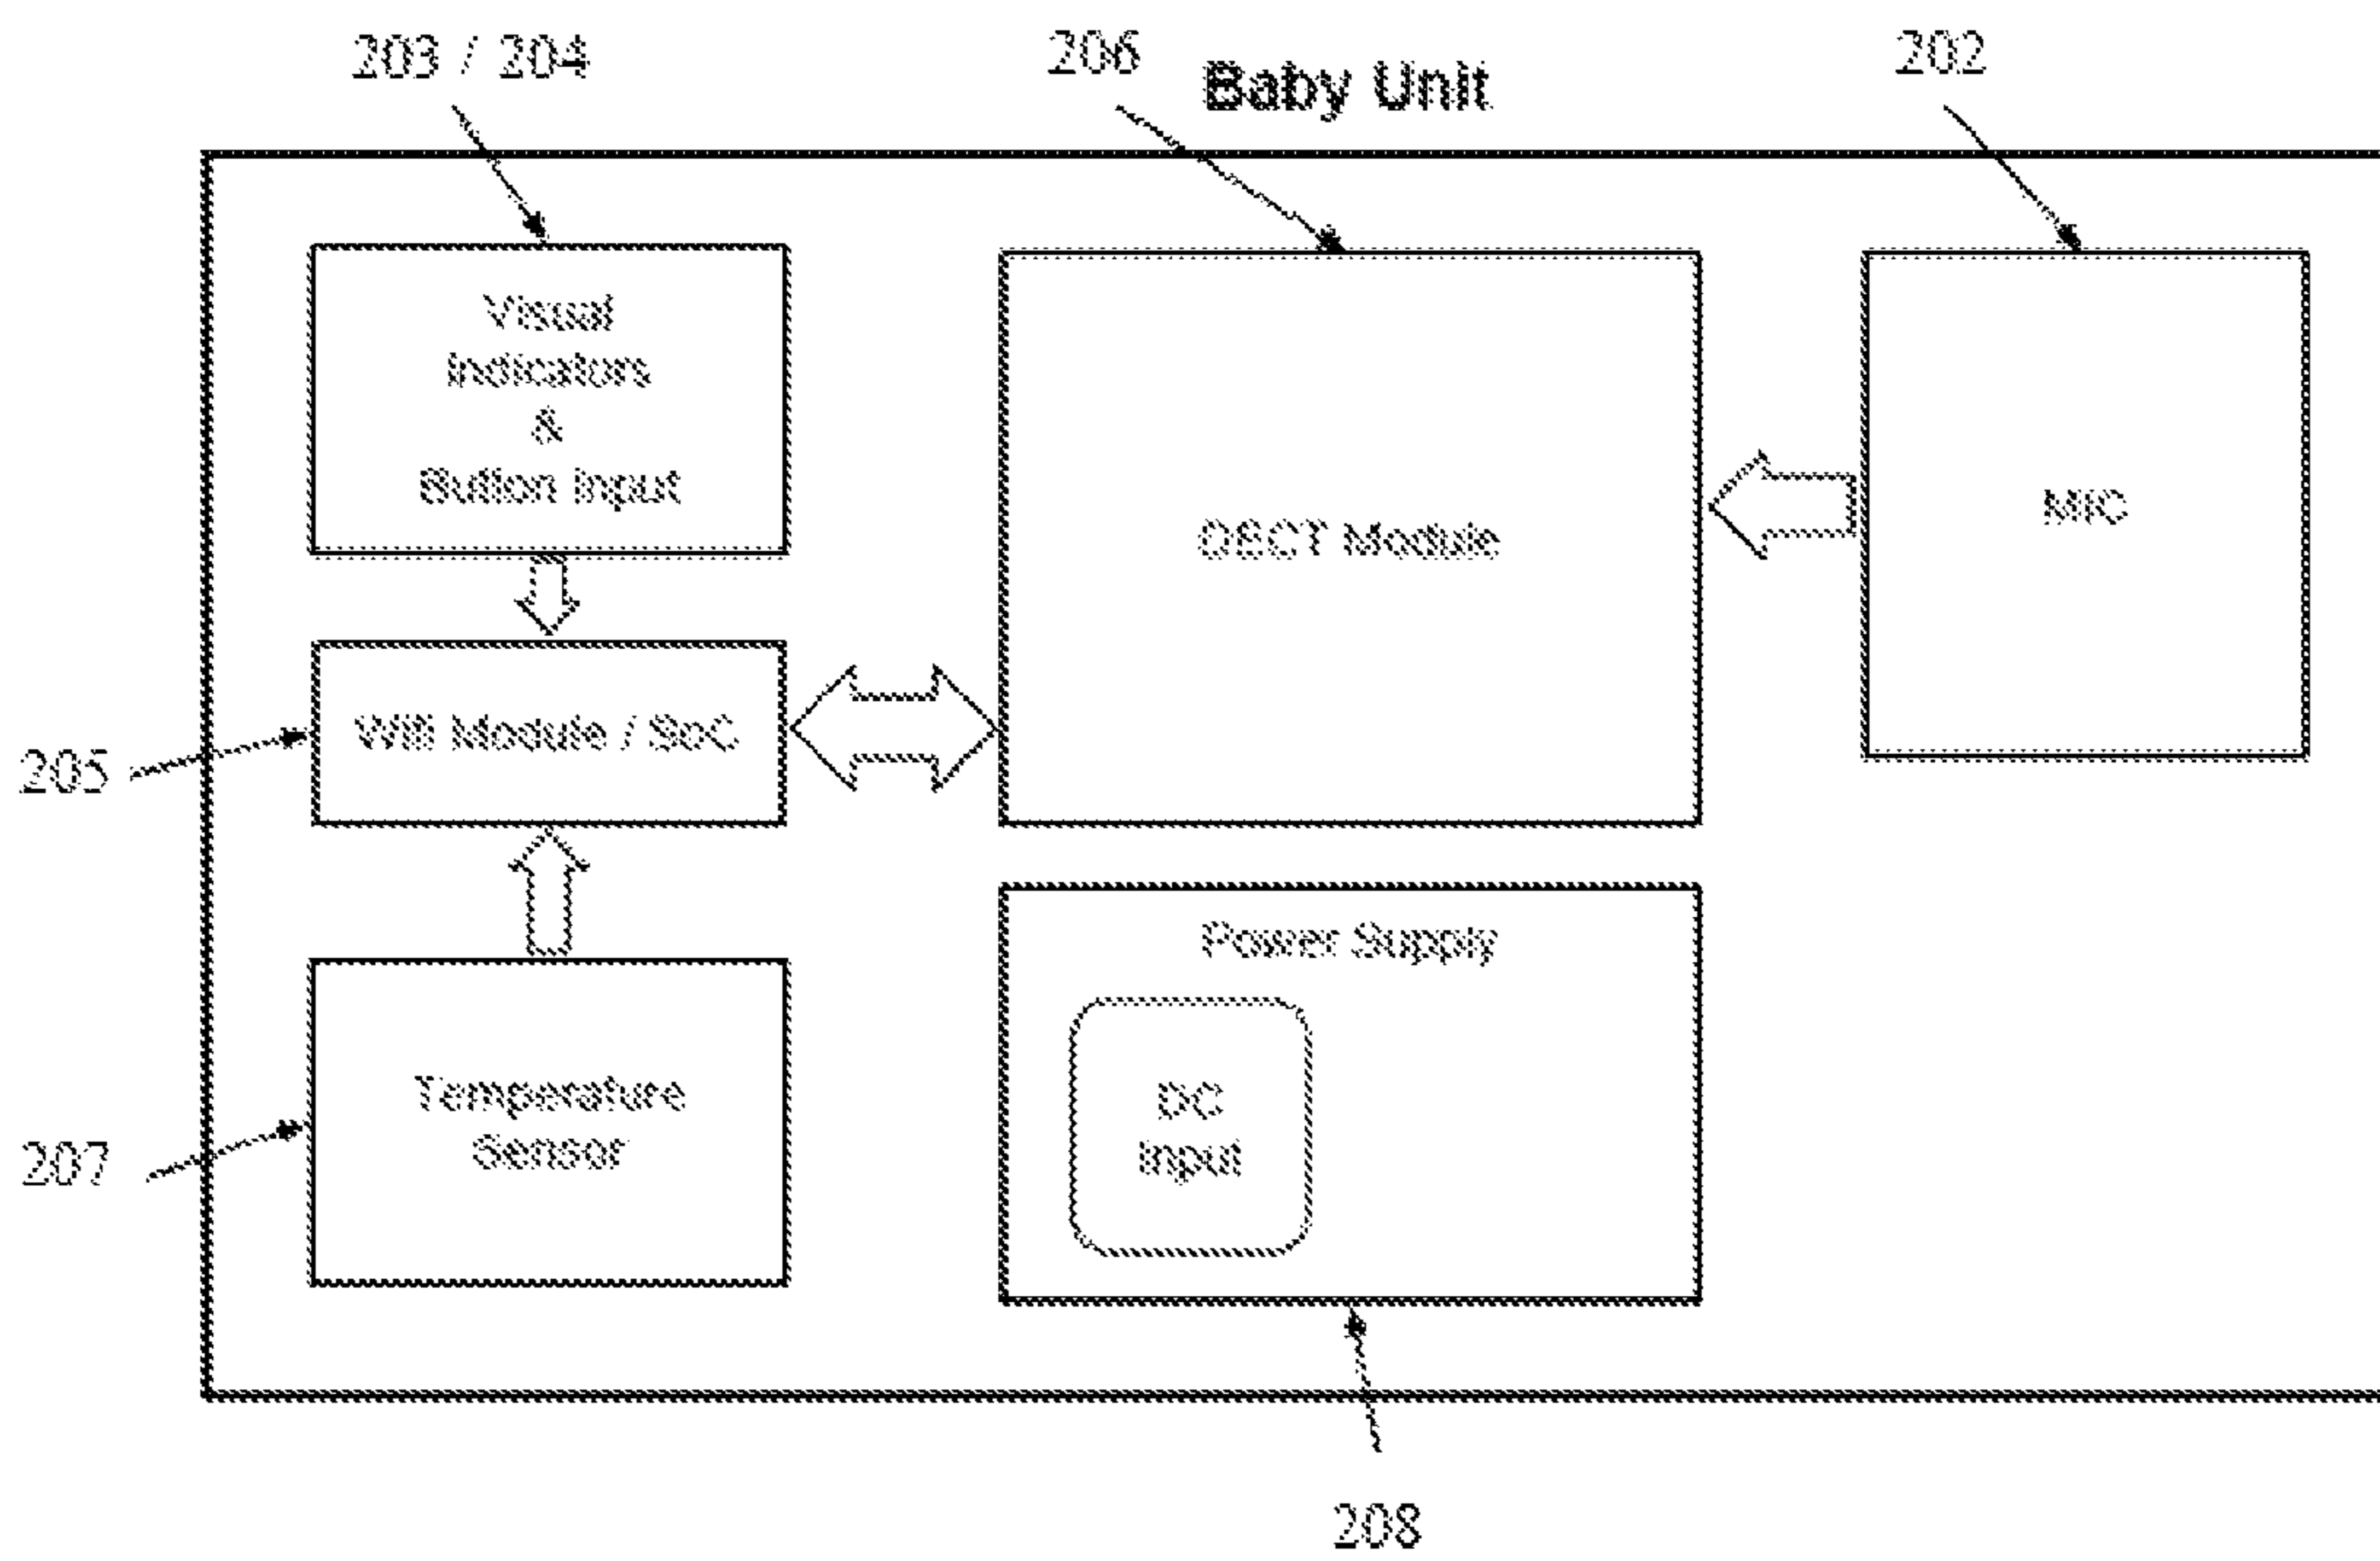 203 / 204
206
Baby Unit
202
Visual
Indicators
&
Button Input
DECT Module
MIC
Wifi Module / SoC
205
Power Supply
Temperature
Sensor
DC
Input
207
208